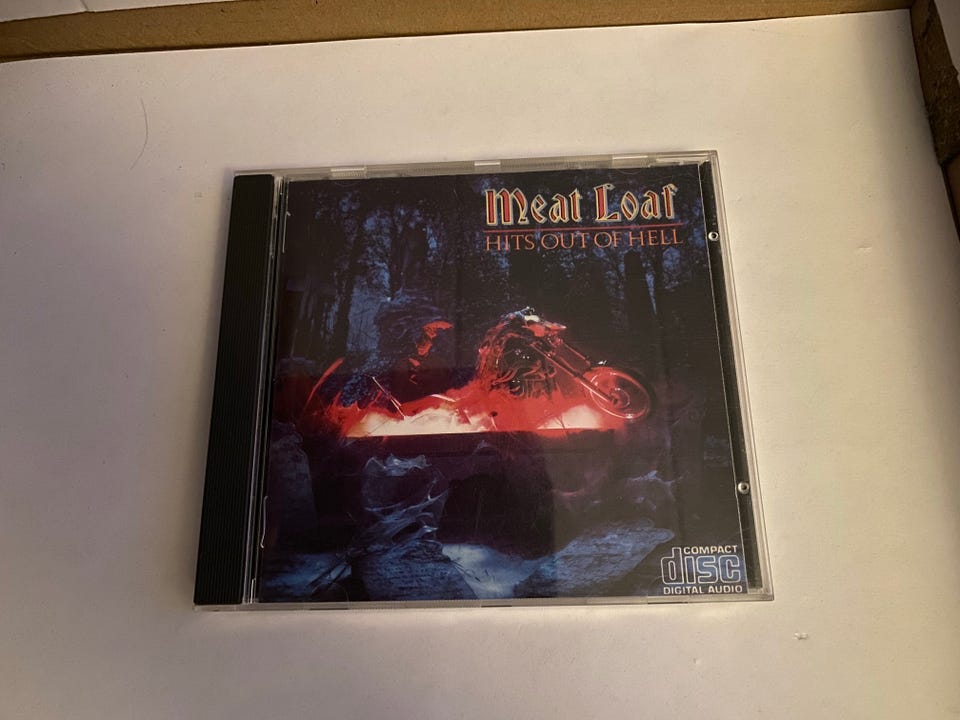 Meat Loaf
HITS OUT OF HELL
COMPACT
disc
DIGITAL AUDIO